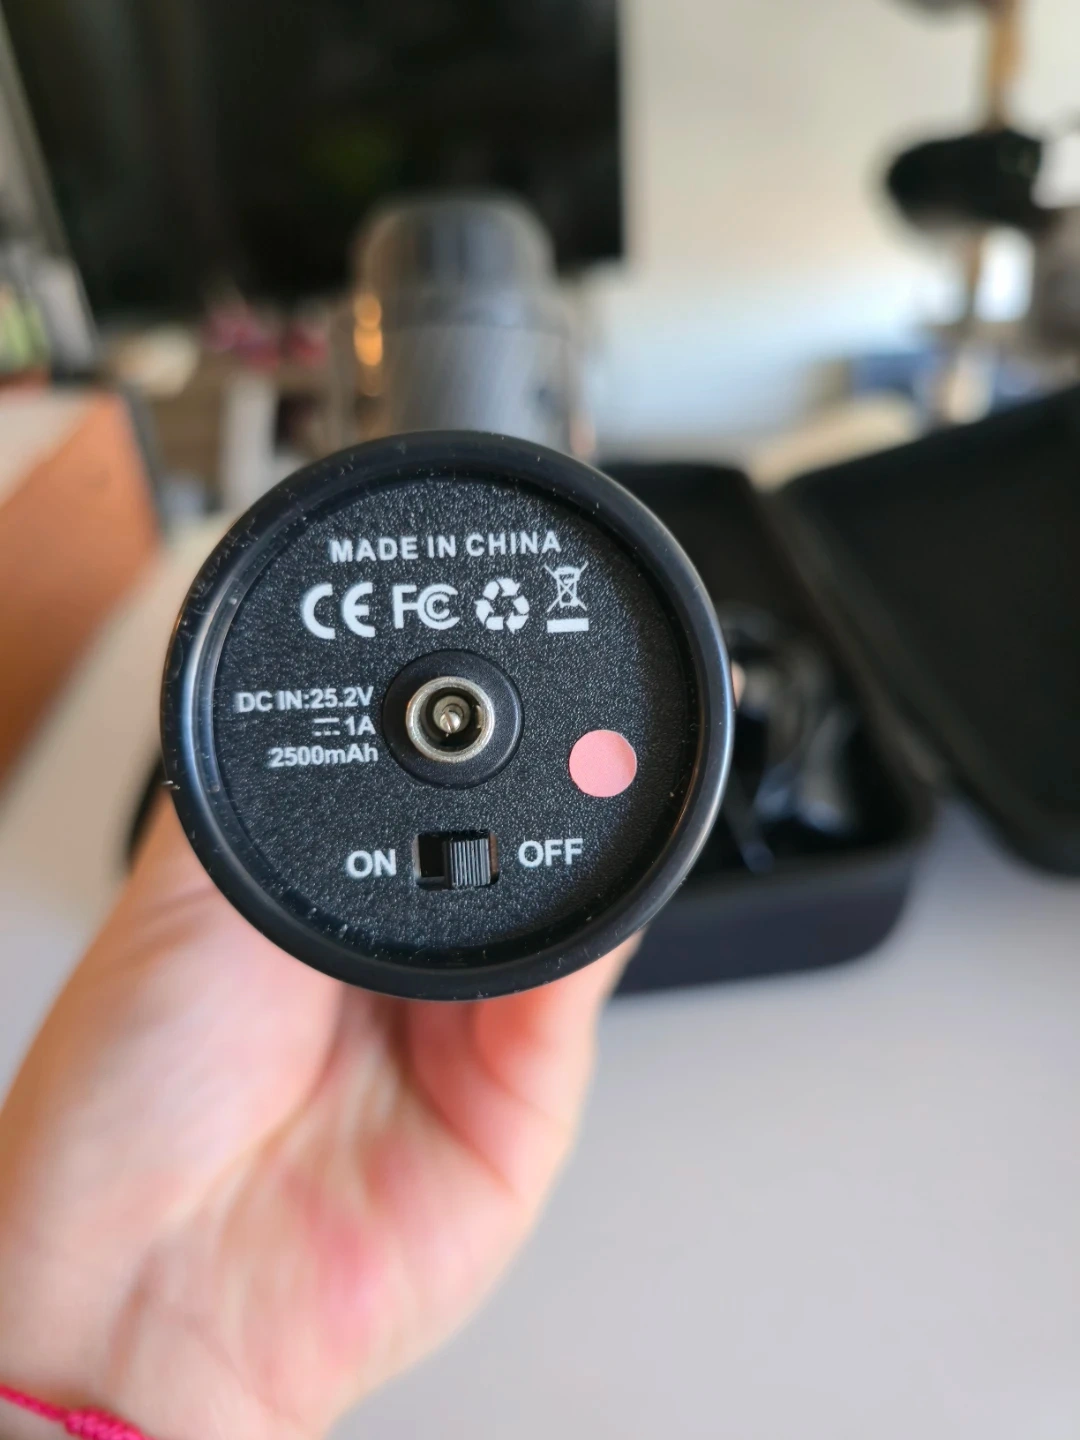 MADE IN CHINA
CE FC
DC IN:25.2V
⎓ 1A
2500mAh
ON OFF